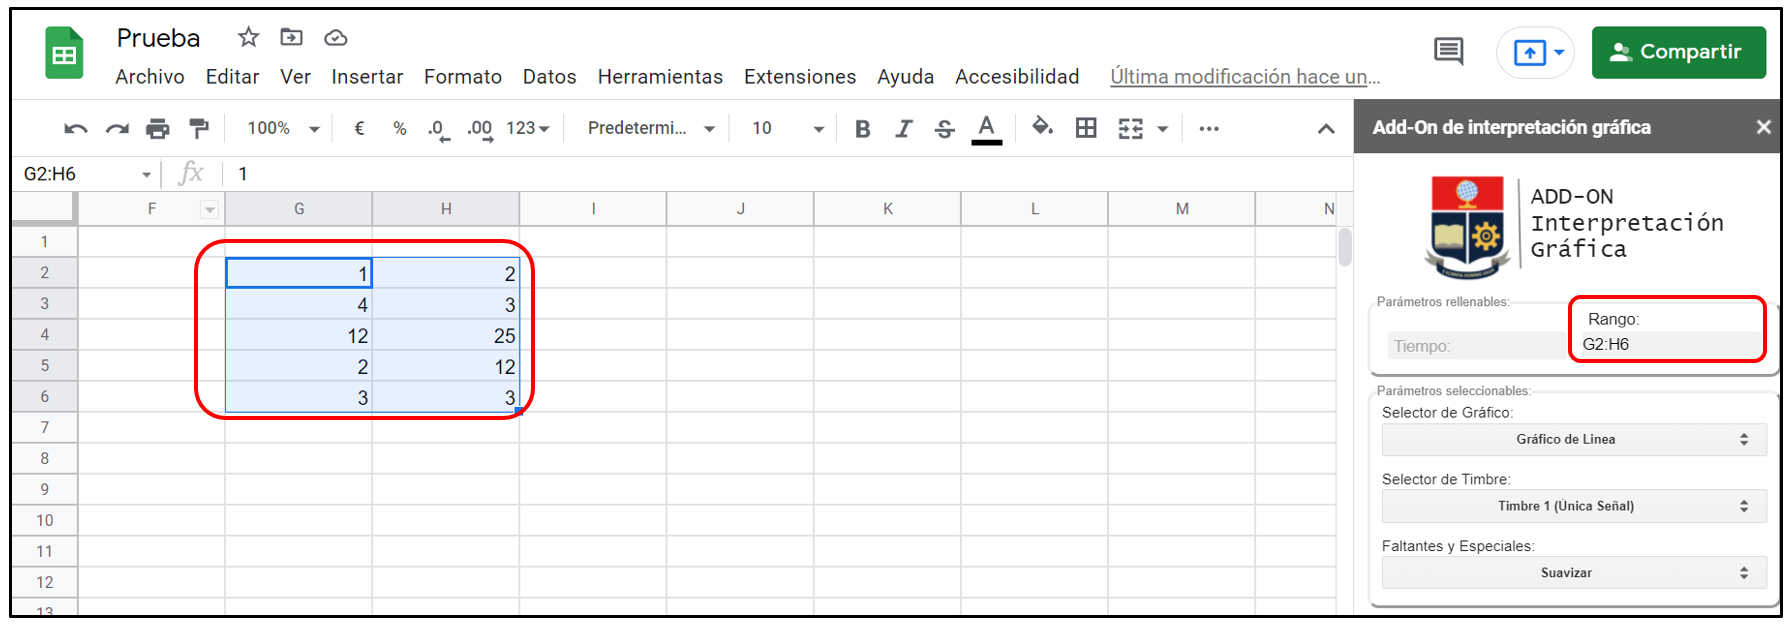 Prueba
Archivo Editar Ver Insertar Formato Datos Herramientas Extensiones Ayuda Accesibilidad Última modificación hace un...
Compartir
100% € % .0 .00 123 Predetermi... 10 B I S A ...
G2:H6 fx 1
F G H I J K L M N
1
2 1 2
3 4 3
4 12 25
5 2 12
6 3 3
7
8
9
10
11
12
13
Add-On de interpretación gráfica
ADD-ON
Interpretación
Gráfica
Parámetros rellenables:
Tiempo:
Rango:
G2:H6
Parámetros seleccionables:
Selector de Gráfico:
Gráfico de Linea
Selector de Timbre:
Timbre 1 (Única Señal)
Faltantes y Especiales:
Suavizar